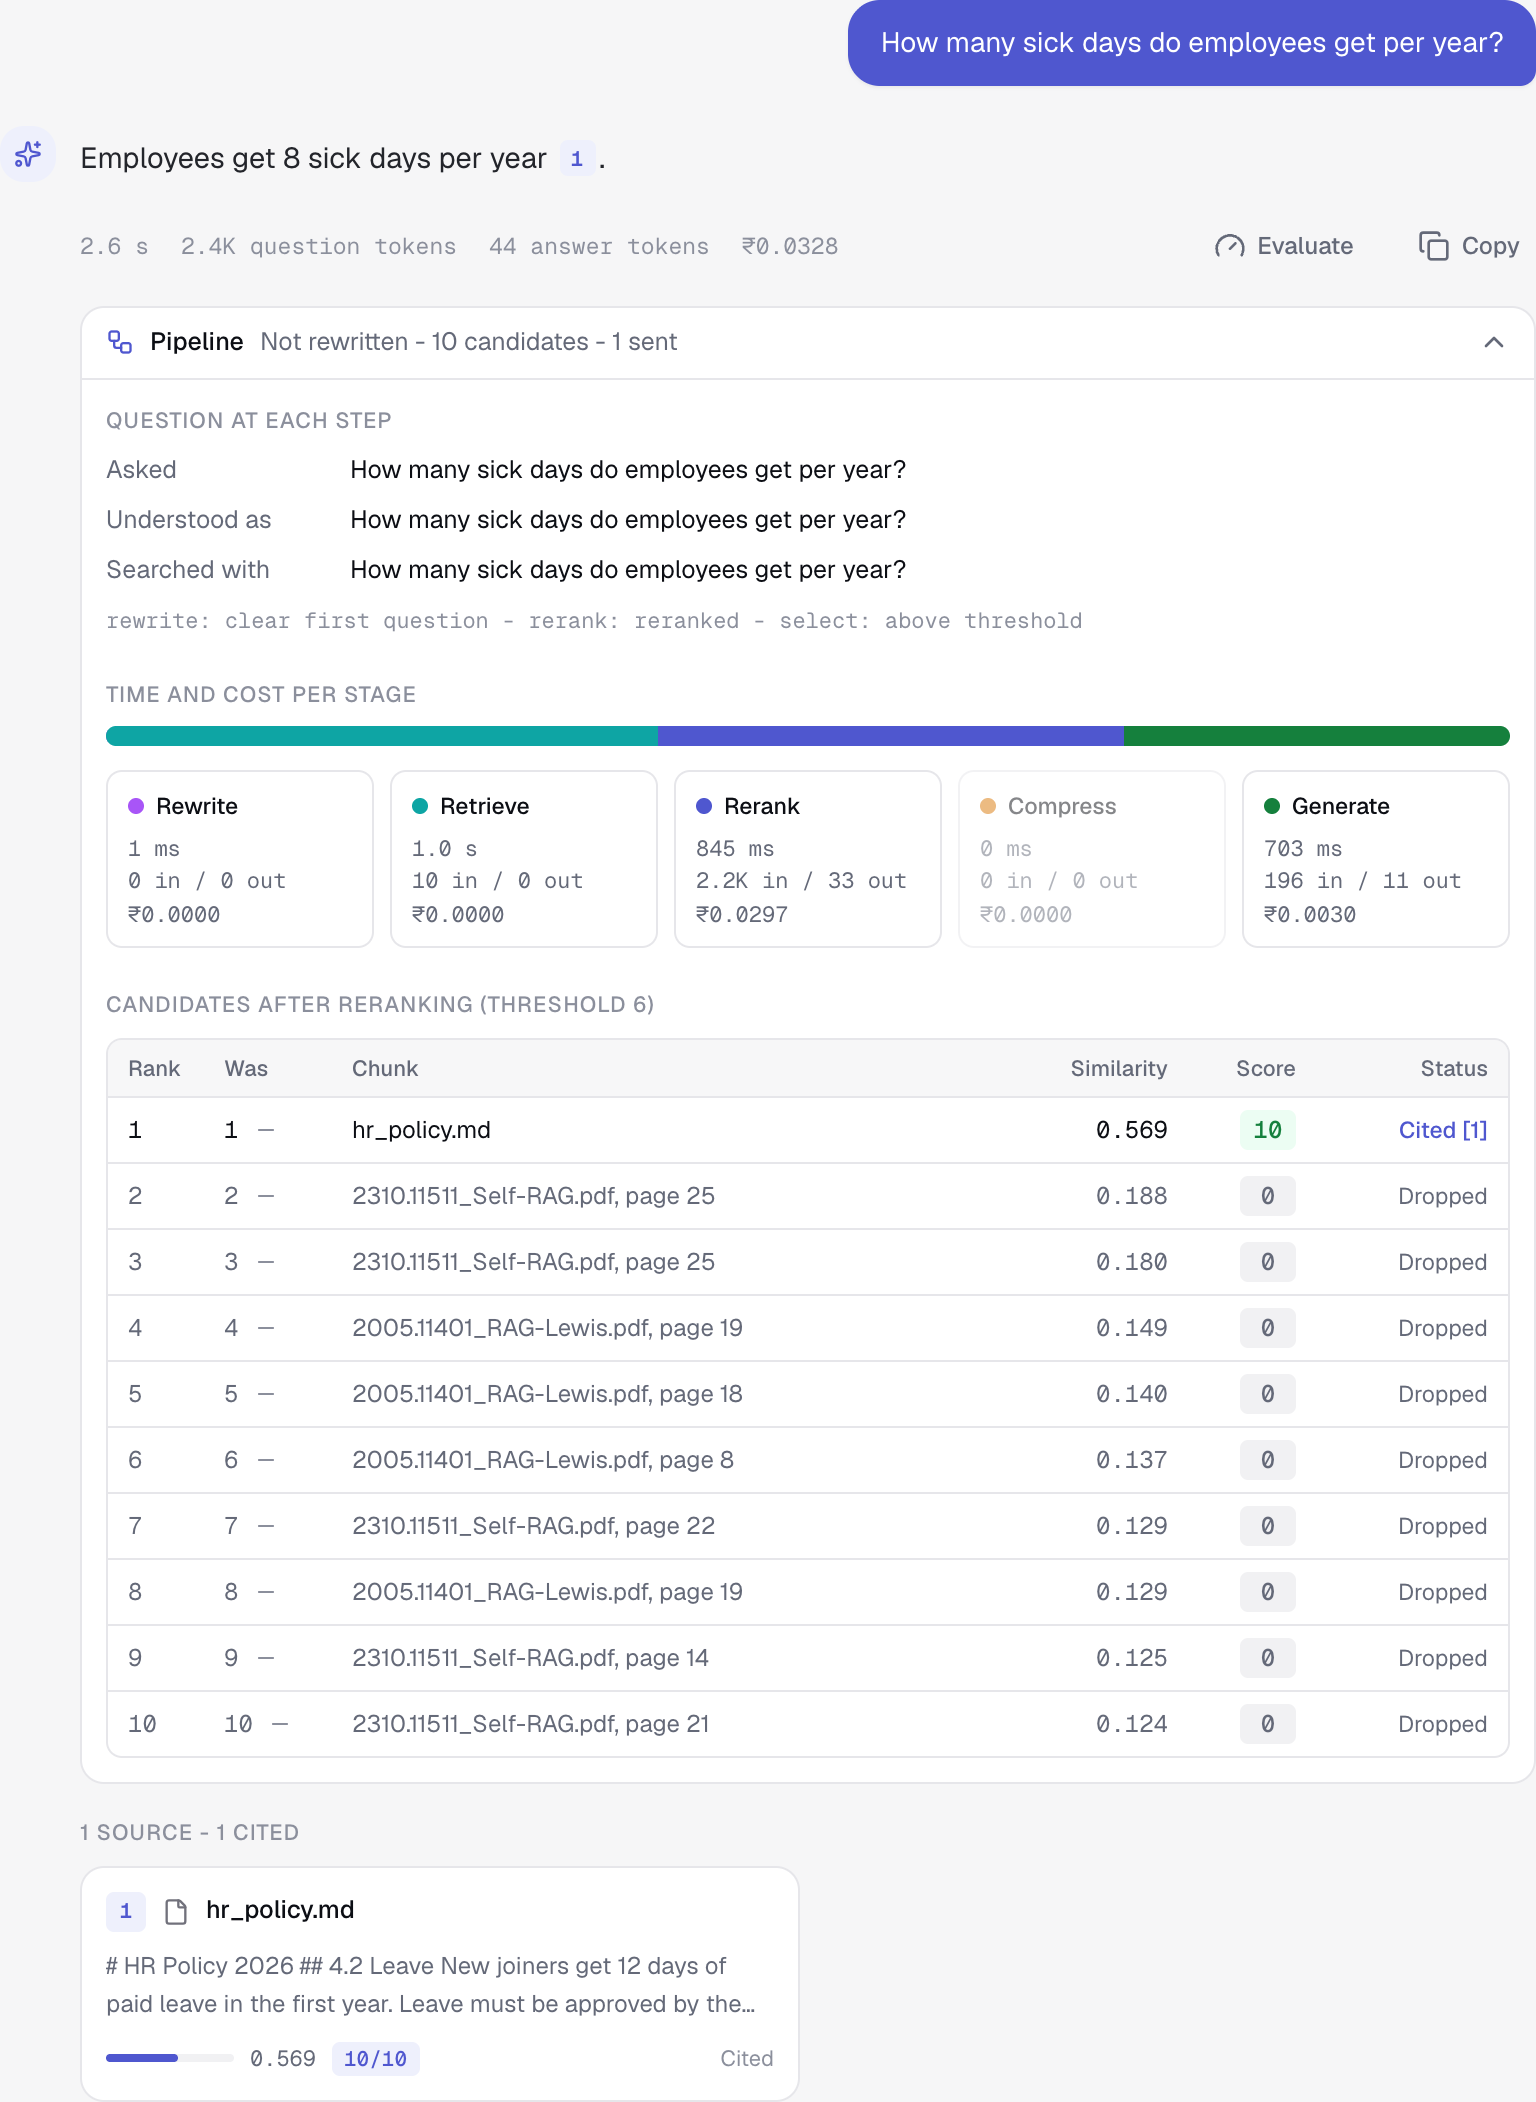 How many sick days do employees get per year?
Employees get 8 sick days per year 1 .
2.6 s 2.4K question tokens 44 answer tokens ₹0.0328 Evaluate Copy
Pipeline Not rewritten - 10 candidates - 1 sent
QUESTION AT EACH STEP
Asked How many sick days do employees get per year?
Understood as How many sick days do employees get per year?
Searched with How many sick days do employees get per year?
rewrite: clear first question - rerank: reranked - select: above threshold
TIME AND COST PER STAGE
Rewrite Retrieve Rerank Compress Generate
1 ms 1.0 s 845 ms 0 ms 703 ms
0 in / 0 out 10 in / 0 out 2.2K in / 33 out 0 in / 0 out 196 in / 11 out
₹0.0000 ₹0.0000 ₹0.0297 ₹0.0000 ₹0.0030
CANDIDATES AFTER RERANKING (THRESHOLD 6)
Rank Was Chunk Similarity Score Status
1 1 — hr_policy.md 0.569 10 Cited [1]
2 2 — 2310.11511_Self-RAG.pdf, page 25 0.188 0 Dropped
3 3 — 2310.11511_Self-RAG.pdf, page 25 0.180 0 Dropped
4 4 — 2005.11401_RAG-Lewis.pdf, page 19 0.149 0 Dropped
5 5 — 2005.11401_RAG-Lewis.pdf, page 18 0.140 0 Dropped
6 6 — 2005.11401_RAG-Lewis.pdf, page 8 0.137 0 Dropped
7 7 — 2310.11511_Self-RAG.pdf, page 22 0.129 0 Dropped
8 8 — 2005.11401_RAG-Lewis.pdf, page 19 0.129 0 Dropped
9 9 — 2310.11511_Self-RAG.pdf, page 14 0.125 0 Dropped
10 10 — 2310.11511_Self-RAG.pdf, page 21 0.124 0 Dropped
1 SOURCE - 1 CITED
1 hr_policy.md
# HR Policy 2026 ## 4.2 Leave New joiners get 12 days of
paid leave in the first year. Leave must be approved by the...
0.569 10/10 Cited